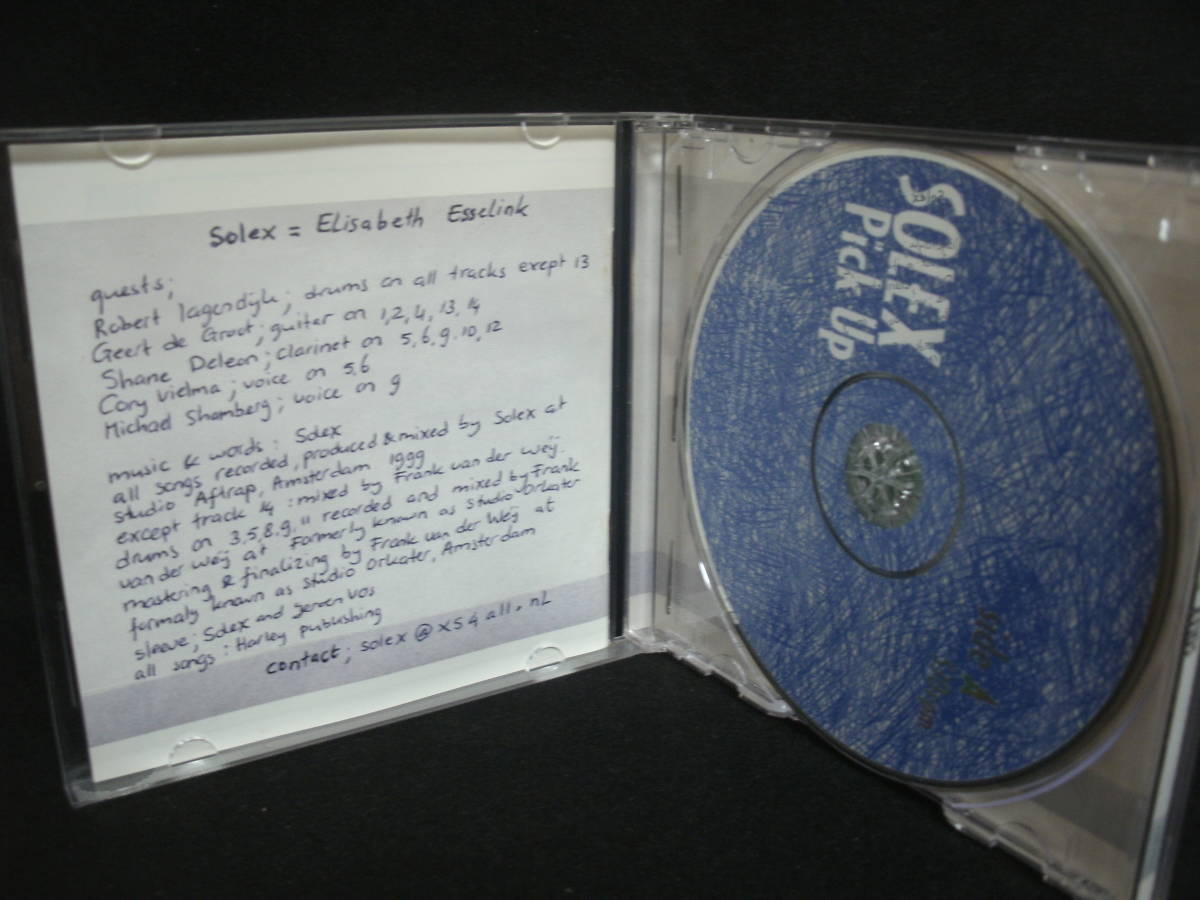 Solex = Elisabeth Esselink
guests;
Robert lagendijk; drums on all tracks exept 13
Geert de Groot; guitar on 1,2,4,13,14
Shane Deleon; clarinet on 5,6,9,10,12
Cory Vielma; voice on 5,6
Michael Shamberg; voice on 9
music & words: Solex
all songs recorded, produced & mixed by Solex at
studio Aftrap, Amsterdam 1999
except track 14: mixed by Frank van der weij.
drums on 3,5,8,9,11 recorded and mixed by Frank
van der weij at Formerly known as studio Orkater
mastering & finalizing by Frank van der Weij at
formaly known as studio Orkater, Amsterdam
sleeve; Solex and Jeroen Vos
all songs: Harley publishing
contact; solex @ xs4all.nl
SOLEX
Pick Up
side A